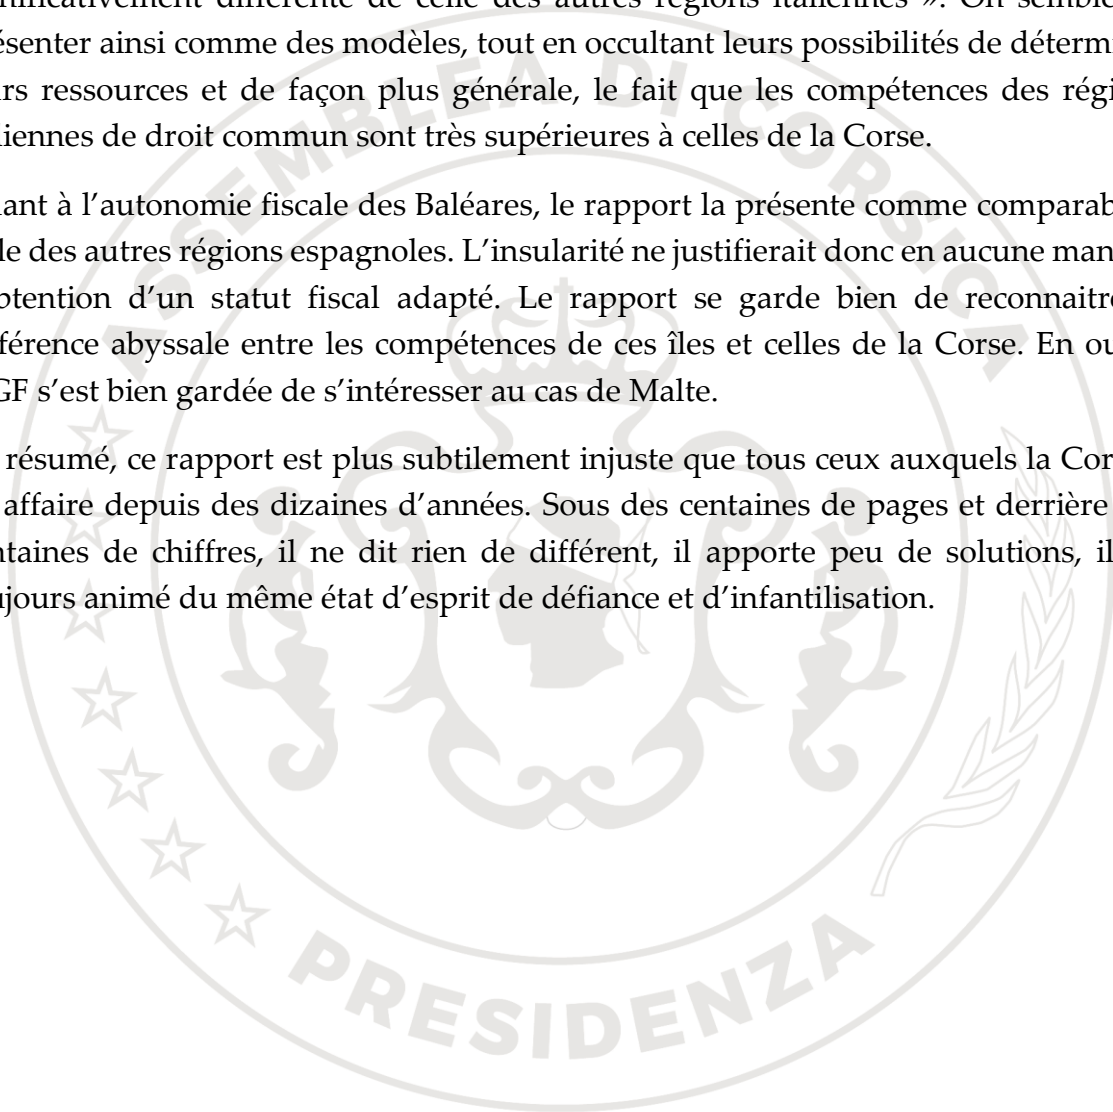 nificativement différente de celle des autres régions italiennes ». On semble
ésenter ainsi comme des modèles, tout en occultant leurs possibilités de détermi
rs ressources et de façon plus générale, le fait que les compétences des régi
liennes de droit commun sont très supérieures à celles de la Corse.
ant à l’autonomie fiscale des Baléares, le rapport la présente comme comparab
le des autres régions espagnoles. L’insularité ne justifierait donc en aucune man
btention d’un statut fiscal adapté. Le rapport se garde bien de reconnaitre
férence abyssale entre les compétences de ces îles et celles de la Corse. En ou
GF s’est bien gardée de s’intéresser au cas de Malte.
résumé, ce rapport est plus subtilement injuste que tous ceux auxquels la Cor
affaire depuis des dizaines d’années. Sous des centaines de pages et derrière
ntaines de chiffres, il ne dit rien de différent, il apporte peu de solutions, il
ujours animé du même état d’esprit de défiance et d’infantilisation.
ASSEMBLEA DI CORSICA
PRESIDENZA